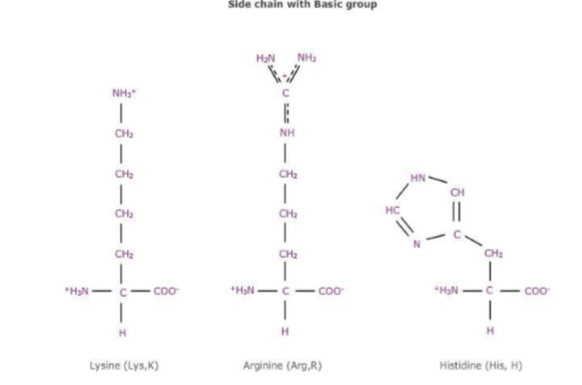 Side chain with Basic group
H₂N NH₂
+
NH₃⁺ C
CH₂ NH
CH₂ CH₂ HN CH
CH₂ CH₂ HC
N C
CH₂ CH₂ CH₂
⁺H₃N C COO⁻ ⁺H₃N C COO⁻ ⁺H₃N C COO⁻
H H H
Lysine (Lys,K) Arginine (Arg,R) Histidine (His, H)